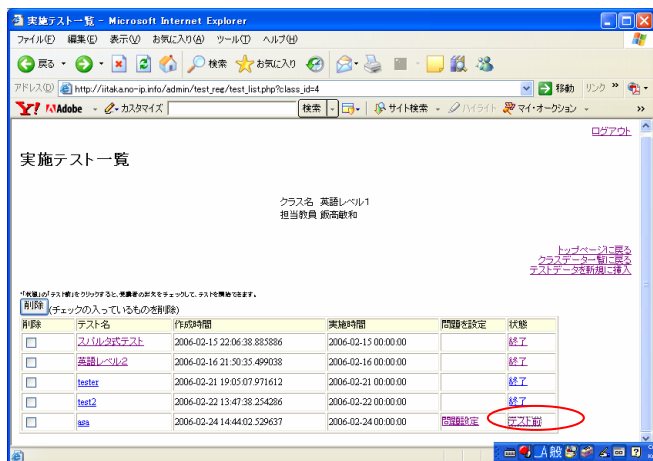 実施テスト一覧 - Microsoft Internet Explorer
ファイル(F) 編集(E) 表示(V) お気に入り(A) ツール(T) ヘルプ(H)
戻る 検索 お気に入り
アドレス(D) http://iitaka.no-ip.info/admin/test_reg/test_list.php?class_id=4 移動 リンク »
Y! Adobe カスタマイズ 検索 サイト検索 ハイライト マイ・オークション »
ログアウト
実施テスト一覧
クラス名 英語レベル1
担当教員 飯高敏和
トップページに戻る
クラスデータ一覧に戻る
テストデータを新規に挿入
*「状態」の「テスト前」をクリックすると、受験者の状況をチェックして、テストを開始できます。
削除 (チェックの入っているものを削除)
削除 テスト名 作成時間 実施時間 問題を設定 状態
スパルタ式テスト 2006-02-15 22:06:38.885886 2006-02-15 00:00:00 終了
英語レベル2 2006-02-16 21:50:35.499038 2006-02-16 00:00:00 終了
tester 2006-02-21 19:05:07.971612 2006-02-21 00:00:00 終了
test2 2006-02-22 13:47:38.254286 2006-02-22 00:00:00 終了
asa 2006-02-24 14:44:02.529637 2006-02-24 00:00:00 問題設定 テスト前
A 般